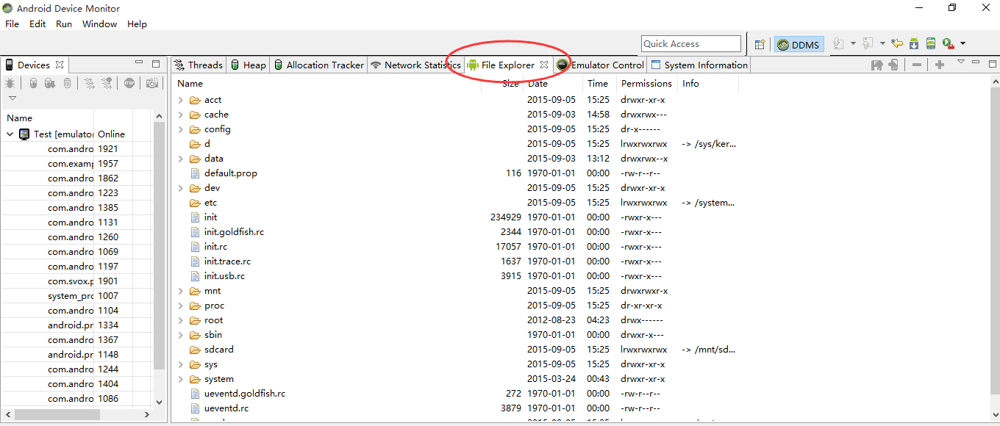 Android Device Monitor
File Edit Run Window Help
Quick Access DDMS
Devices
Name
Test [emulator Online
com.andro 1921
com.examp 1957
com.andro 1862
com.andro 1223
com.andro 1385
com.andro 1131
com.andro 1260
com.andro 1069
com.andro 1197
com.svox.p 1901
system_pro 1007
com.andro 1104
android.pr 1334
com.andro 1367
android.pr 1148
com.andro 1244
com.andro 1404
com.andro 1086
Threads Heap Allocation Tracker Network Statistics File Explorer Emulator Control System Information
Name Size Date Time Permissions Info
acct 2015-09-05 15:25 drwxr-xr-x
cache 2015-09-03 14:58 drwxrwx---
config 2015-09-05 15:25 dr-x------
d 2015-09-05 15:25 lrwxrwxrwx -> /sys/ker...
data 2015-09-03 13:12 drwxrwx--x
default.prop 116 1970-01-01 00:00 -rw-r--r--
dev 2015-09-05 15:25 drwxr-xr-x
etc 2015-09-05 15:25 lrwxrwxrwx -> /system...
init 234929 1970-01-01 00:00 -rwxr-x---
init.goldfish.rc 2344 1970-01-01 00:00 -rwxr-x---
init.rc 17057 1970-01-01 00:00 -rwxr-x---
init.trace.rc 1637 1970-01-01 00:00 -rwxr-x---
init.usb.rc 3915 1970-01-01 00:00 -rwxr-x---
mnt 2015-09-05 15:25 drwxrwxr-x
proc 2015-09-05 15:25 dr-xr-xr-x
root 2012-08-23 04:23 drwx------
sbin 1970-01-01 00:00 drwxr-x---
sdcard 2015-09-05 15:25 lrwxrwxrwx -> /mnt/sd...
sys 2015-09-05 15:25 drwxr-xr-x
system 2015-03-24 00:43 drwxr-xr-x
ueventd.goldfish.rc 272 1970-01-01 00:00 -rw-r--r--
ueventd.rc 3879 1970-01-01 00:00 -rw-r--r--